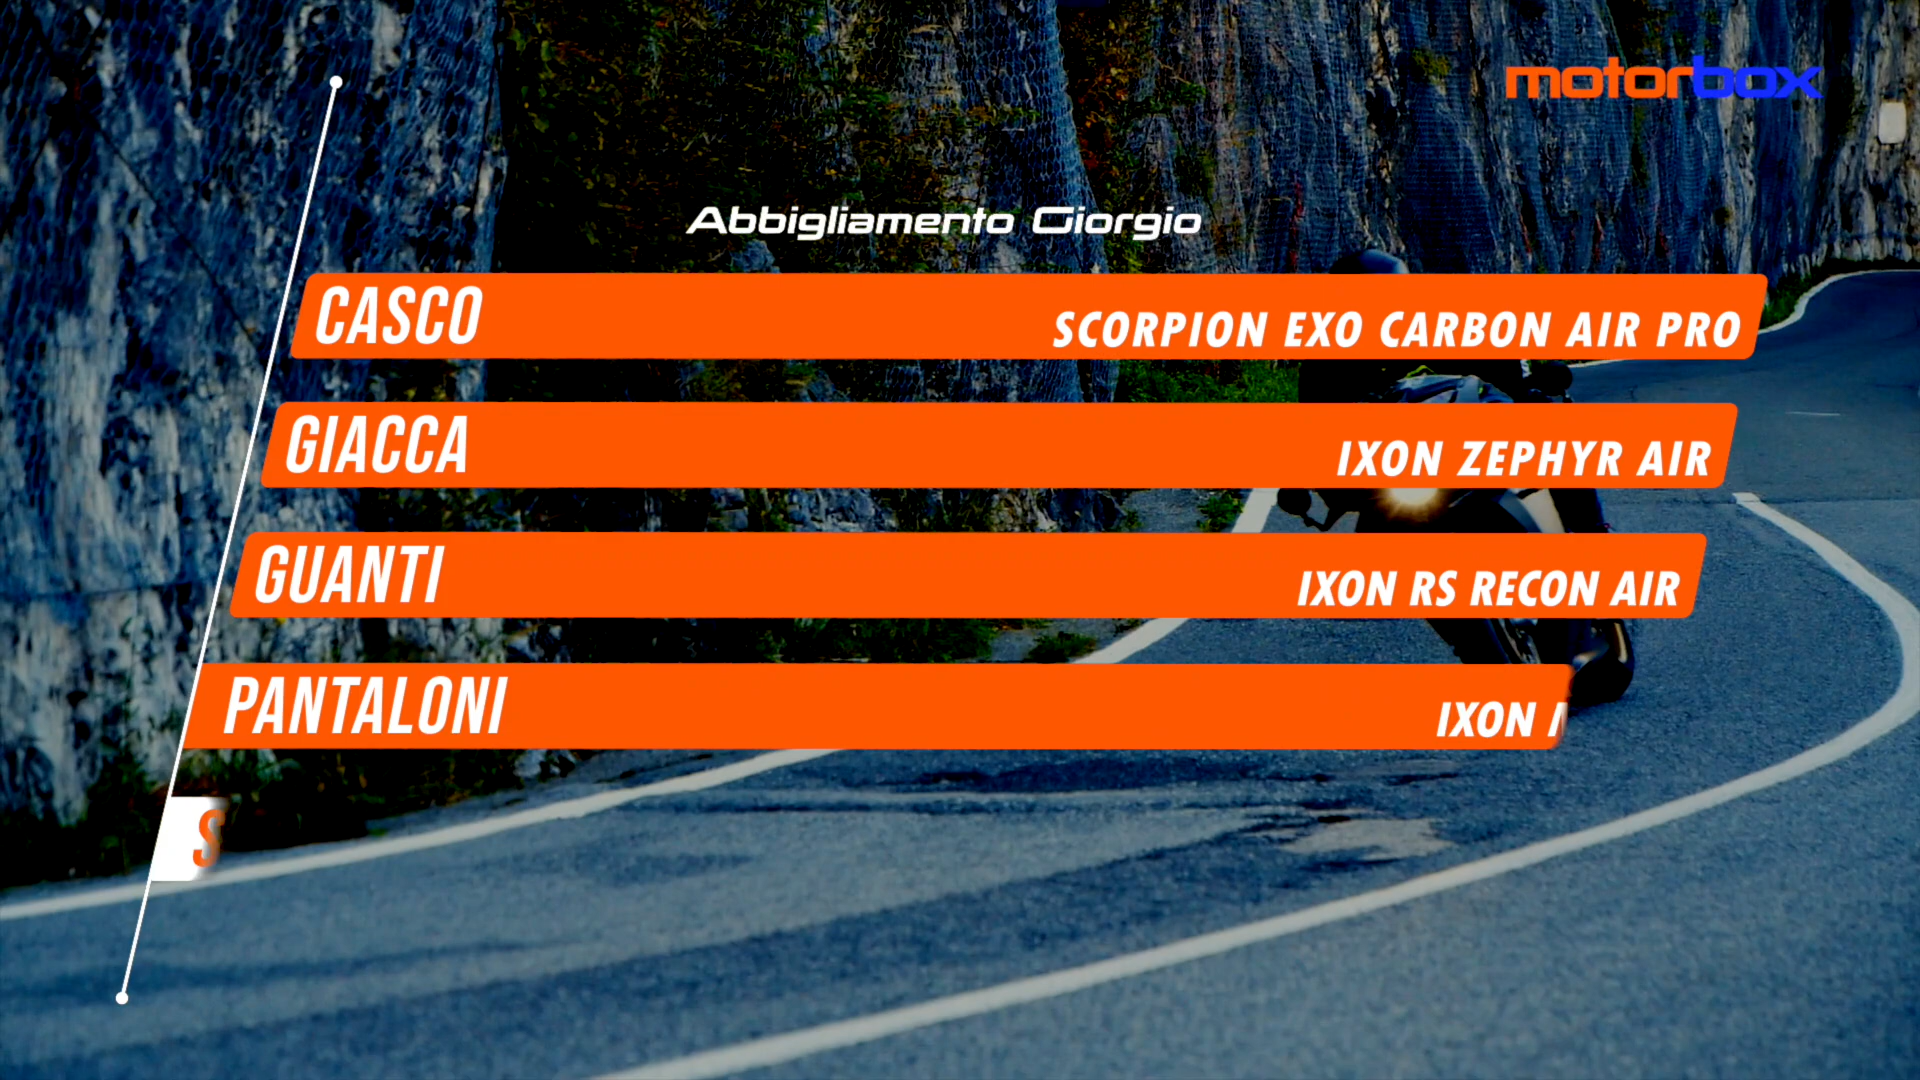 motorbox
Abbigliamento Giorgio
CASCO SCORPION EXO CARBON AIR PRO
GIACCA IXON ZEPHYR AIR
GUANTI IXON RS RECON AIR
PANTALONI IXON